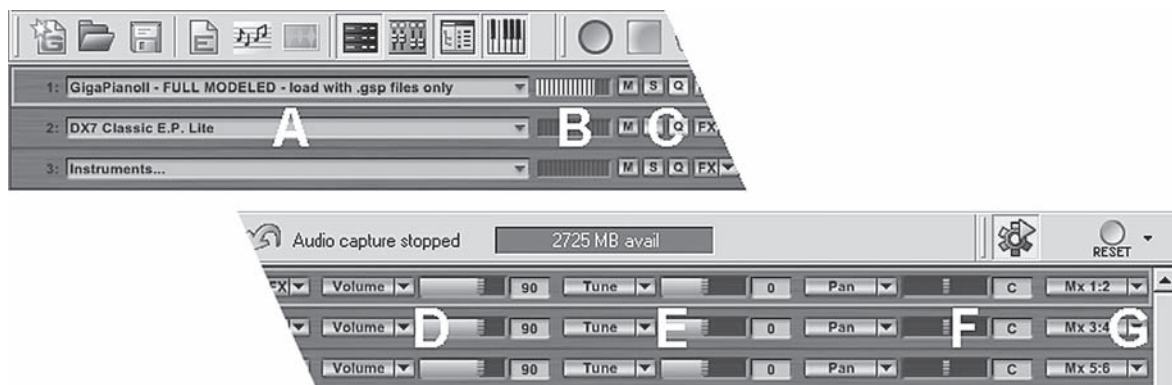 1: GigaPianoII - FULL MODELED - load with .gsp files only M S Q
2: DX7 Classic E.P. Lite M Q FX
3: Instruments... M S Q FX
A B C
Audio capture stopped 2725 MB avail RESET
FX Volume 90 Tune 0 Pan C Mx 1:2
Volume 90 Tune 0 Pan C Mx 3:4
Volume 90 Tune 0 Pan C Mx 5:6
D E F G